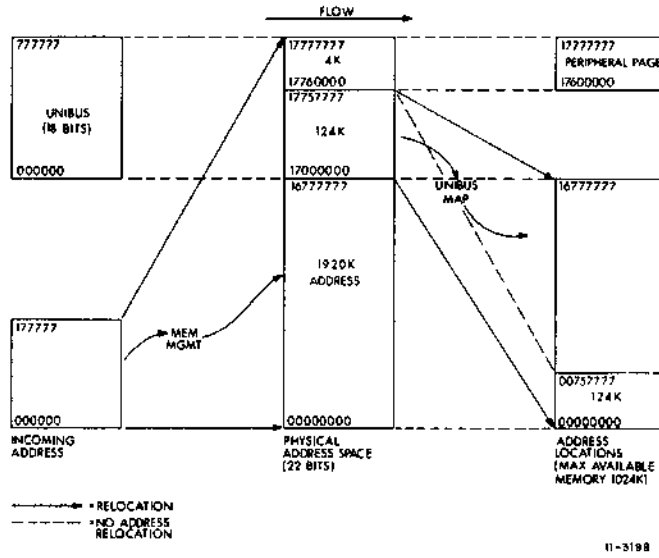 FLOW
777777
UNIBUS
(18 BITS)
000000
177777
000000
INCOMING
ADDRESS
MEM
MGMT
17777777
4K
17760000
17757777
124K
17000000
16777777
1920K
ADDRESS
00000000
PHYSICAL
ADDRESS SPACE
(22 BITS)
UNIBUS
MAP
17777777
PERIPHERAL PAGE
17600000
16777777
00757777
124K
00000000
ADDRESS
LOCATIONS
(MAX AVAILABLE
MEMORY 1024K)
=RELOCATION
=NO ADDRESS
RELOCATION
11-3198